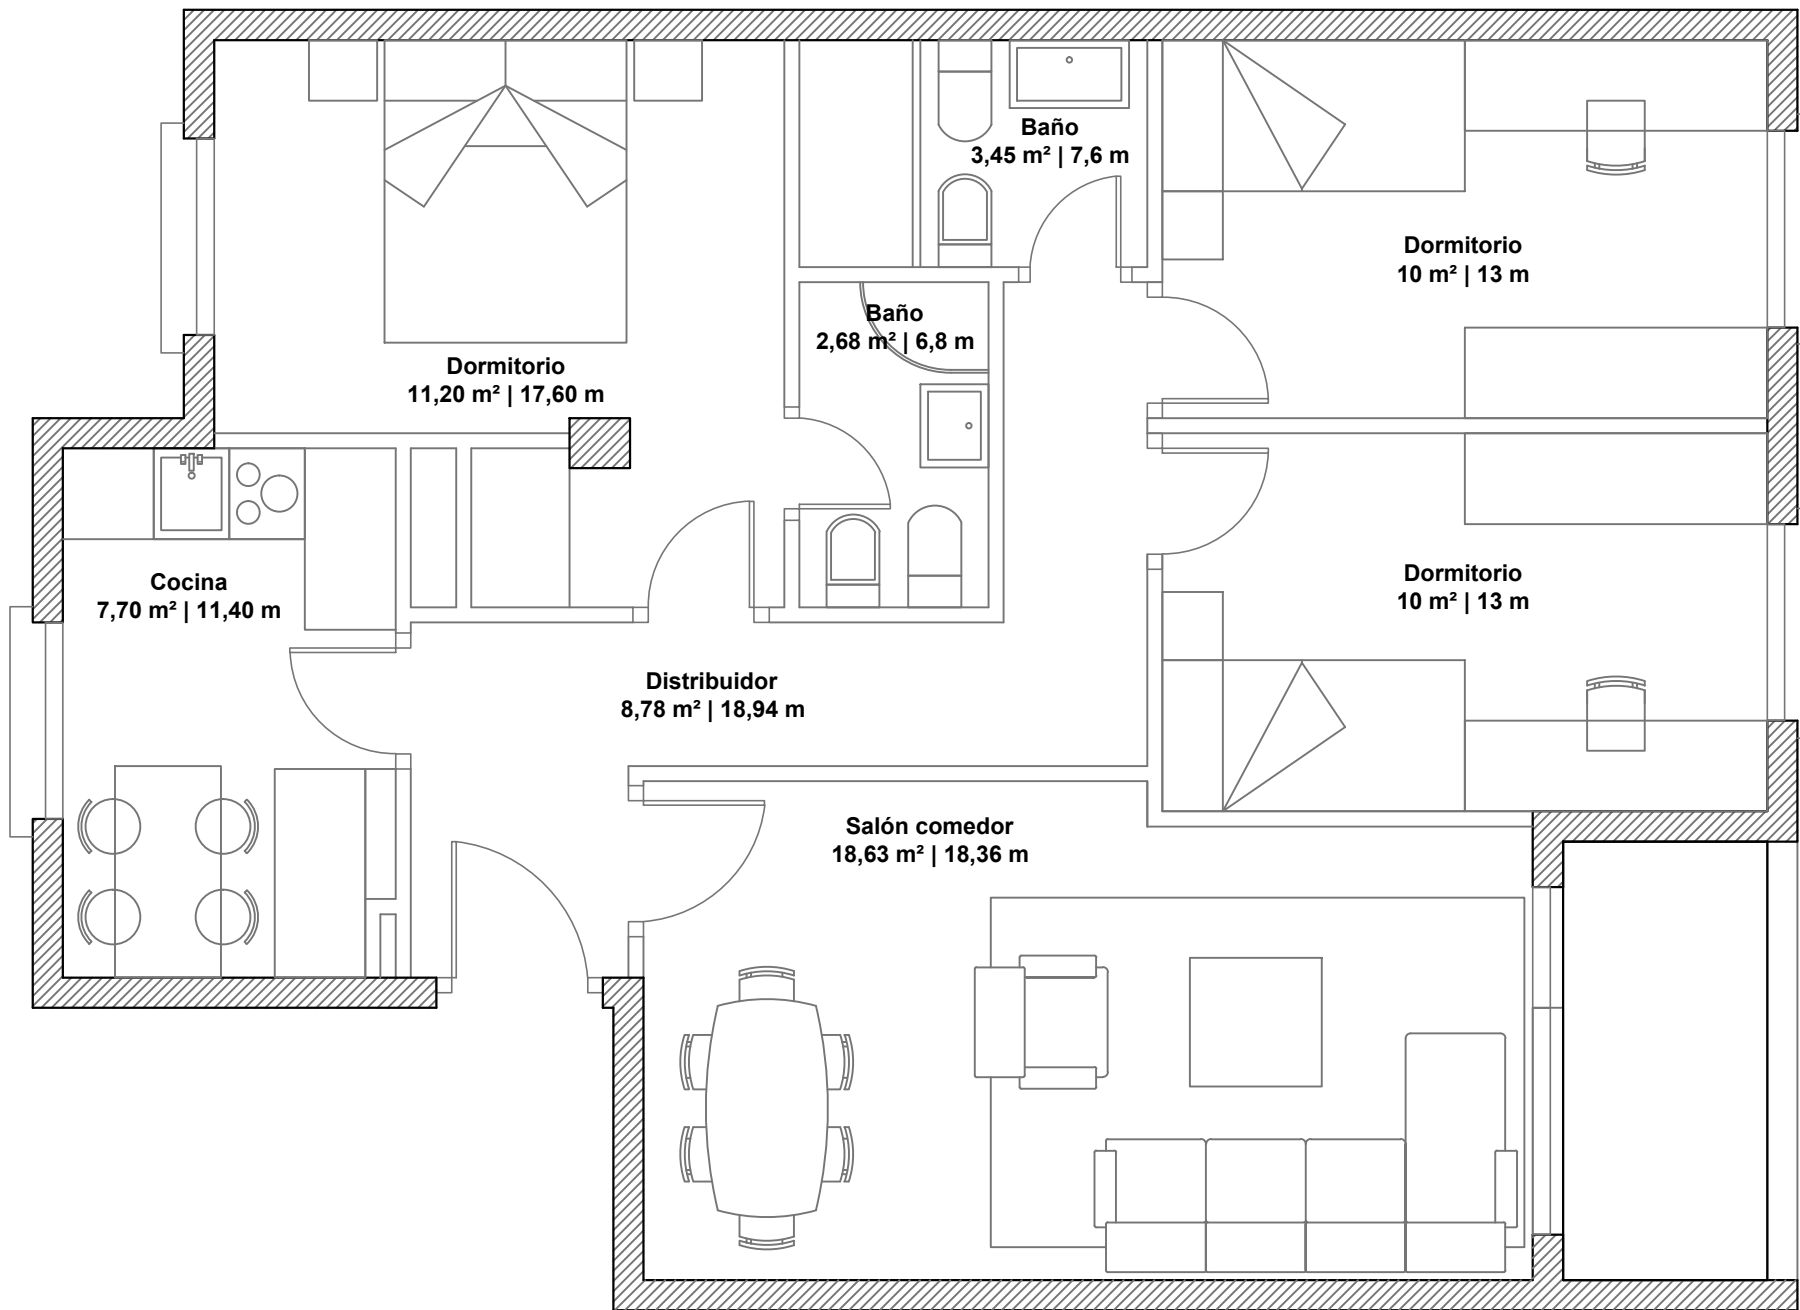 Baño
3,45 m² | 7,6 m
Dormitorio
10 m² | 13 m
Baño
2,68 m² | 6,8 m
Dormitorio
11,20 m² | 17,60 m
Cocina
7,70 m² | 11,40 m
Dormitorio
10 m² | 13 m
Distribuidor
8,78 m² | 18,94 m
Salón comedor
18,63 m² | 18,36 m